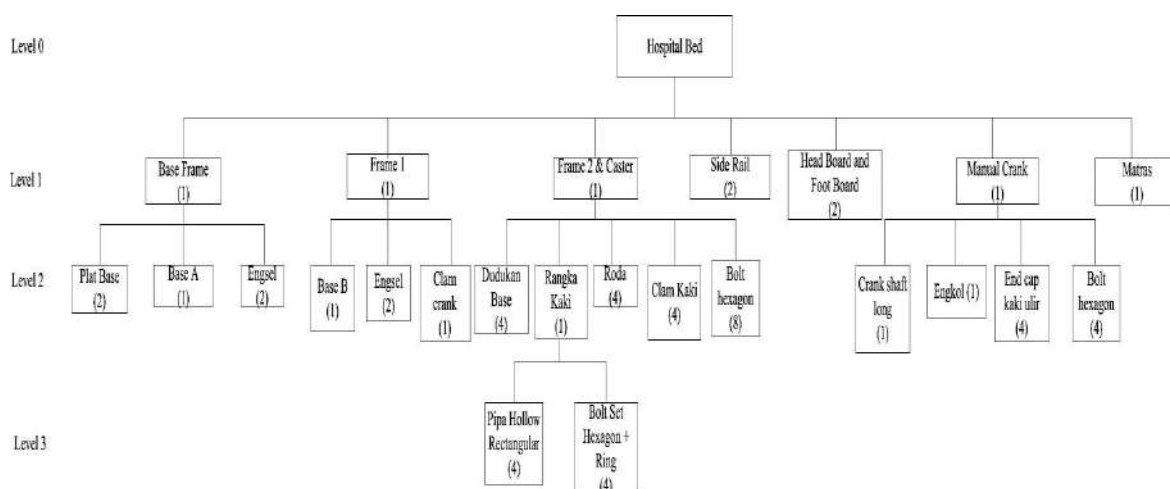 Level 0
Hospital Bed
Level 1
Base Frame
(1)
Frame 1
(1)
Frame 2 & Caster
(1)
Side Rail
(2)
Head Board and
Foot Board
(2)
Manual Crank
(1)
Matras
(1)
Level 2
Plat Base
(2)
Base A
(1)
Engsel
(2)
Base B
(1)
Engsel
(2)
Clam
crank
(1)
Dudukan
Base
(4)
Rangka
Kaki
(1)
Roda
(4)
Clam Kaki
(4)
Bolt
hexagon
(8)
Crank shaft
long
(1)
Engkol (1)
End cap
kaki ulir
(4)
Bolt
hexagon
(4)
Level 3
Pipa Hollow
Rectangular
(4)
Bolt Set
Hexagon +
Ring
(4)